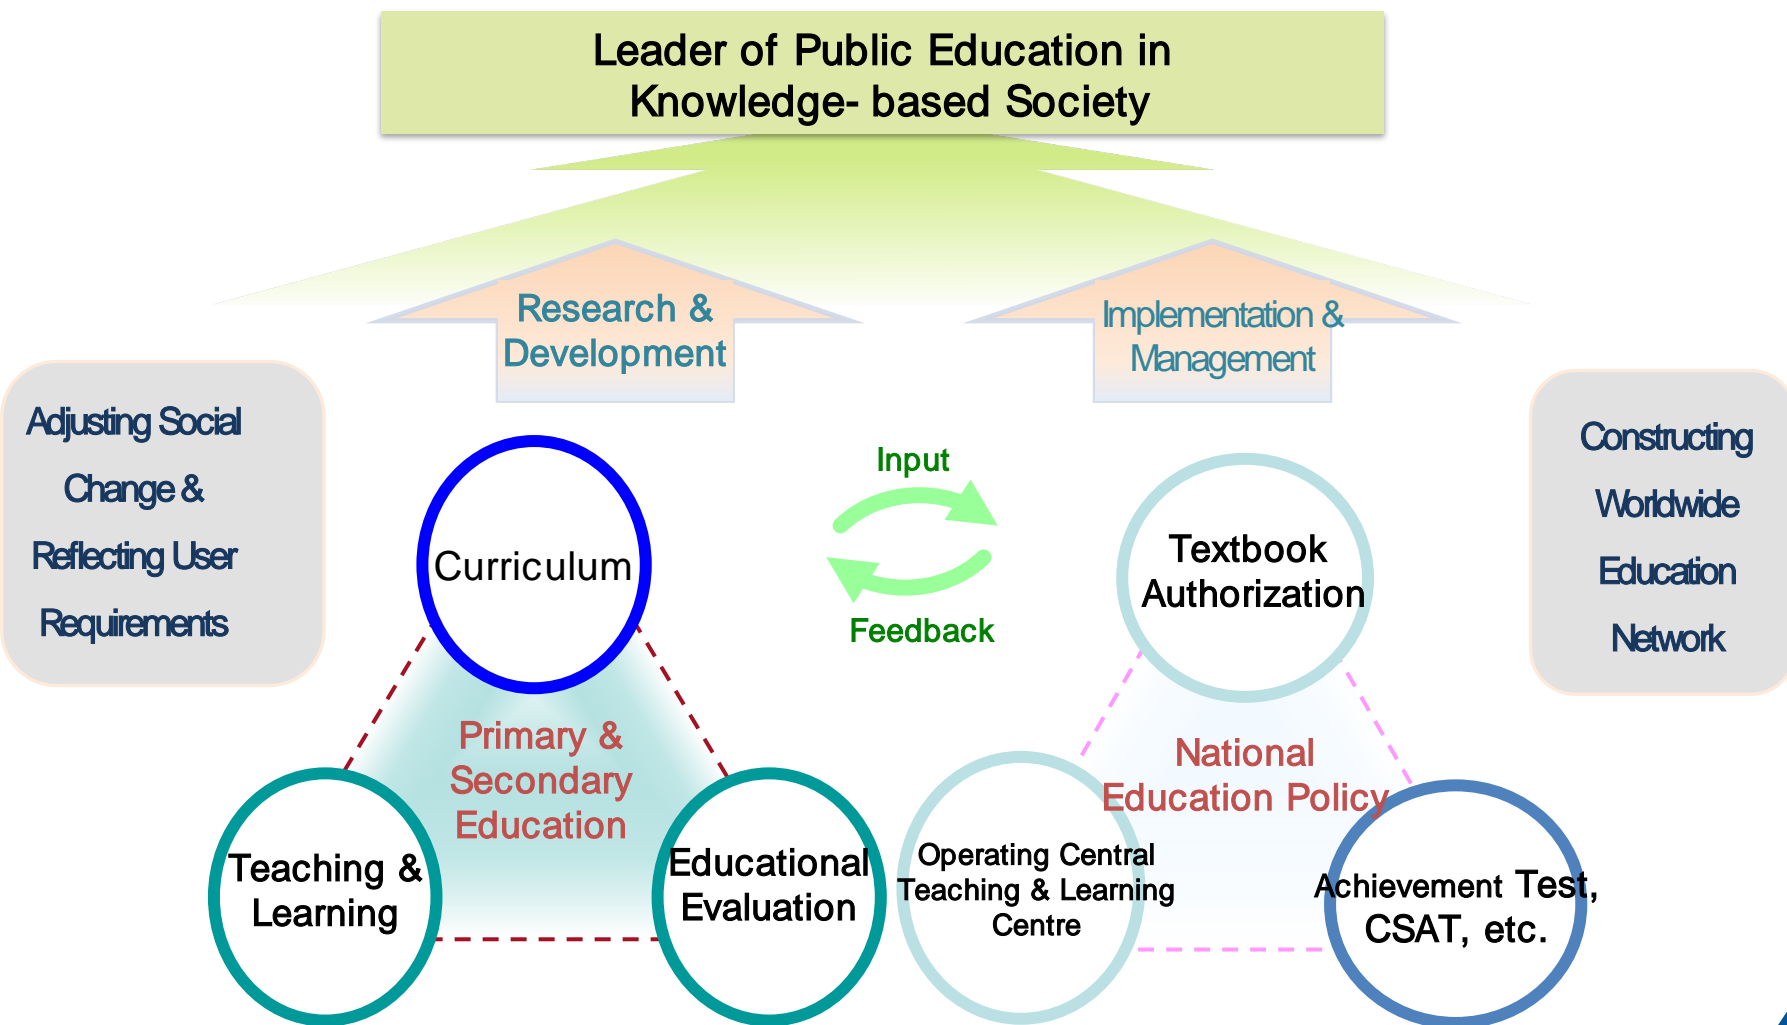 Leader of Public Education in
Knowledge- based Society
Research &
Development
Implementation &
Management
Adjusting Social
Change &
Reflecting User
Requirements
Constructing
Worldwide
Education
Network
Input
Feedback
Curriculum
Textbook
Authorization
Primary &
Secondary
Education
National
Education Policy
Teaching &
Learning
Educational
Evaluation
Operating Central
Teaching & Learning
Centre
Achievement Test,
CSAT, etc.